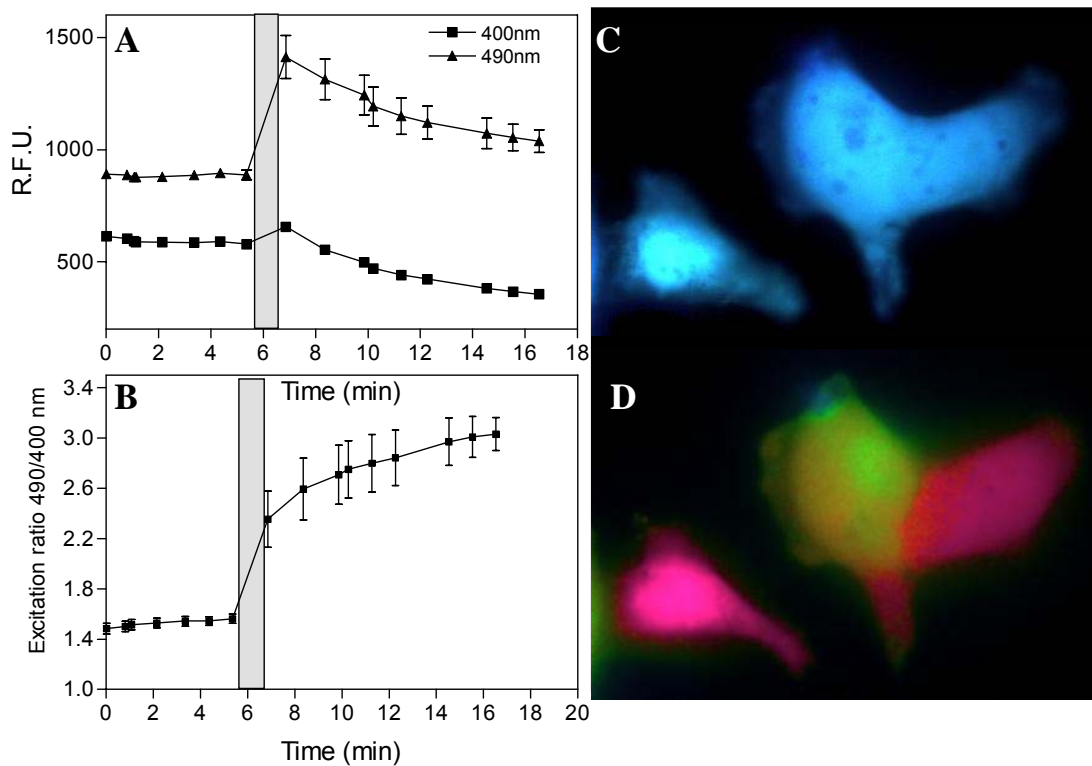 A
1500
1000
500
R.F.U.
400nm
490nm
0 2 4 6 8 10 12 14 16 18
Time (min)
B
3.4
3.0
2.6
2.2
1.8
1.4
1.0
Excitation ratio 490/400 nm
0 2 4 6 8 10 12 14 16 18 20
Time (min)
C
D